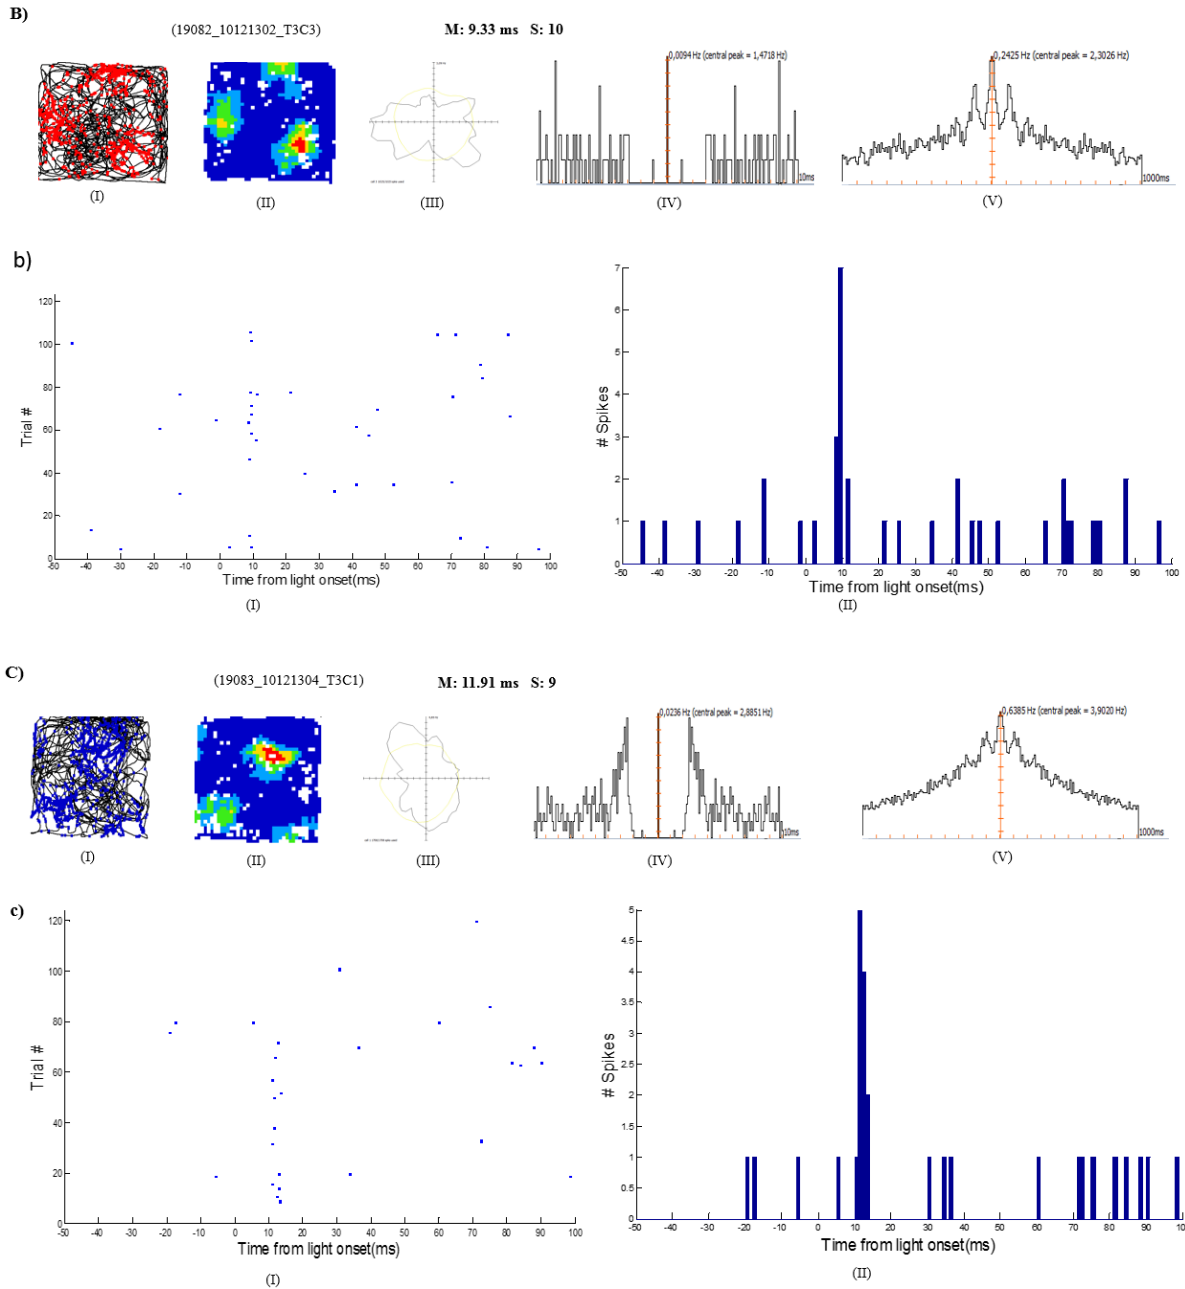 B)
(19082_10121302_T3C3)
M: 9.33 ms S: 10
0,0094 Hz (central peak = 1,4718 Hz)
0,2425 Hz (central peak = 2,3026 Hz)
10ms
1000ms
(I)
(II)
(III)
(IV)
(V)
b)
120
100
80
60
40
20
0
Trial #
-50 -40 -30 -20 -10 0 10 20 30 40 50 60 70 80 90 100
Time from light onset(ms)
(I)
7
6
5
4
3
2
1
0
# Spikes
-50 -40 -30 -20 -10 0 10 20 30 40 50 60 70 80 90 100
Time from light onset(ms)
(II)
C)
(19083_10121304_T3C1)
M: 11.91 ms S: 9
0,0236 Hz (central peak = 2,8851 Hz)
0,6385 Hz (central peak = 3,9020 Hz)
10ms
1000ms
(I)
(II)
(III)
(IV)
(V)
c)
120
100
80
60
40
20
0
Trial #
-50 -40 -30 -20 -10 0 10 20 30 40 50 60 70 80 90 100
Time from light onset(ms)
(I)
5
4.5
4
3.5
3
2.5
2
1.5
1
0.5
0
# Spikes
-50 -40 -30 -20 -10 0 10 20 30 40 50 60 70 80 90
Time from light onset(ms)
(II)